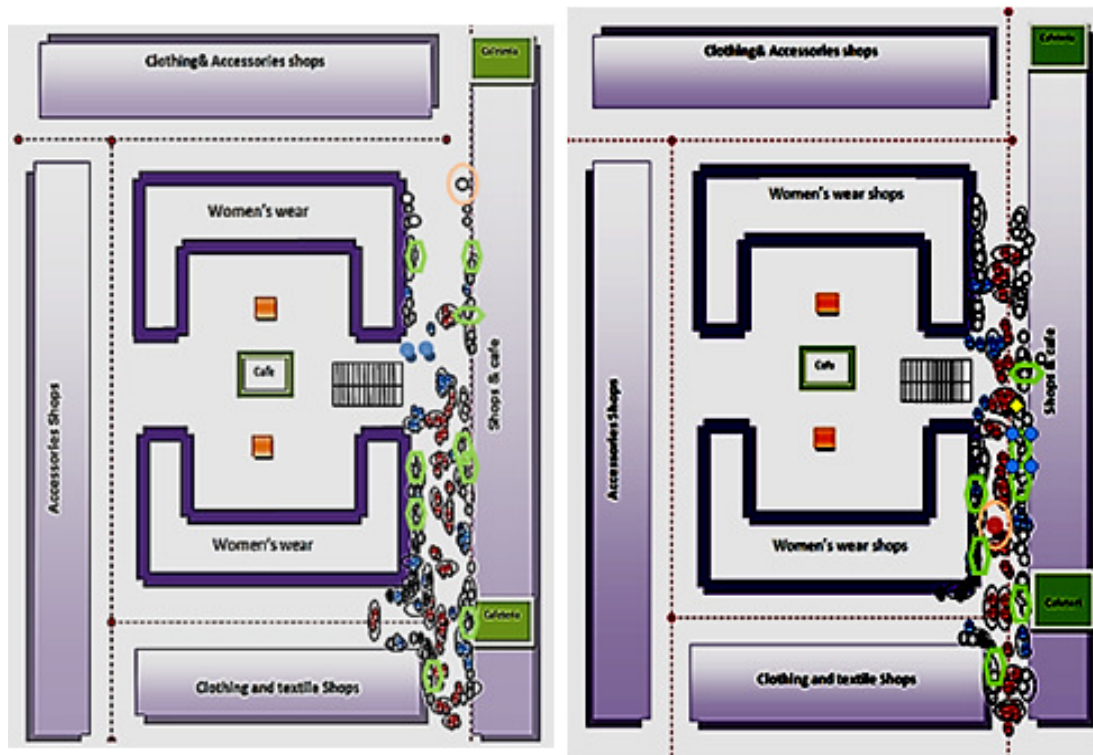 Clothing& Accessories shops
Cafeteria
Women's wear
Accessories Shops
Cafe
Shops & cafe
Women's wear
Cafeteria
Clothing and textile Shops
Clothing& Accessories shops
Cafeteria
Women's wear shops
Accessories Shops
Cafe
Shops & cafe
Women's wear shops
Clothing and textile Shops